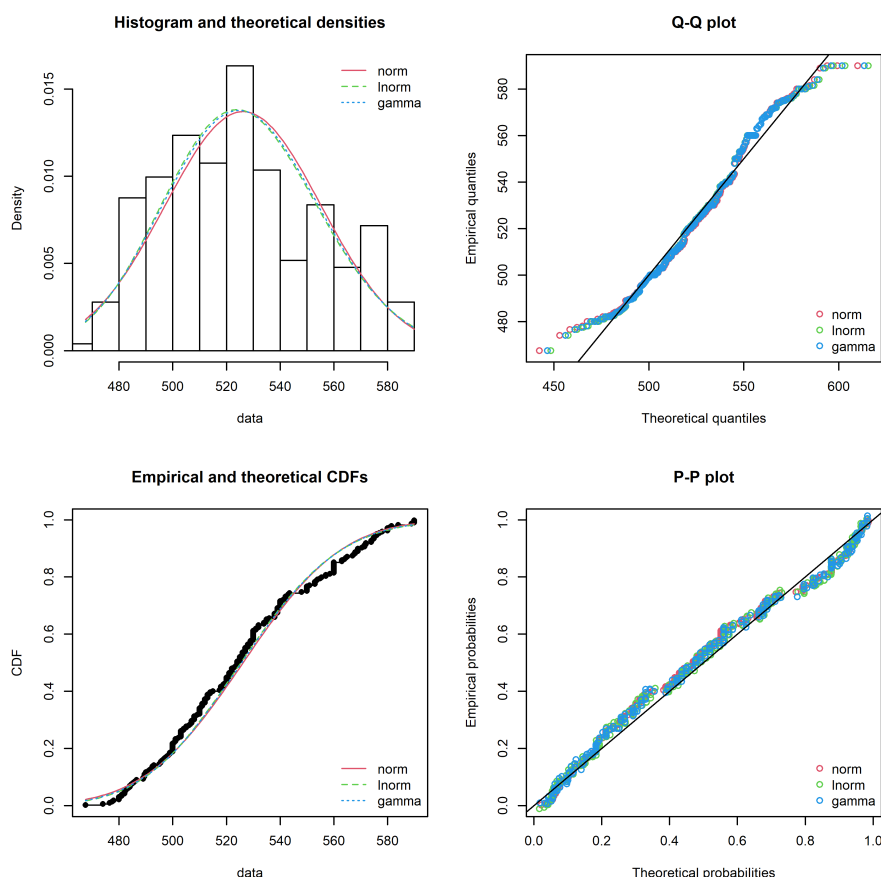 Histogram and theoretical densities
Density
0.000
0.005
0.010
0.015
norm
lnorm
gamma
480 500 520 540 560 580
data
Q-Q plot
Empirical quantiles
480
500
520
540
560
580
norm
lnorm
gamma
450 500 550 600
Theoretical quantiles
Empirical and theoretical CDFs
CDF
0.0
0.2
0.4
0.6
0.8
1.0
norm
lnorm
gamma
480 500 520 540 560 580
data
P-P plot
Empirical probabilities
0.0
0.2
0.4
0.6
0.8
1.0
norm
lnorm
gamma
0.0 0.2 0.4 0.6 0.8 1.0
Theoretical probabilities